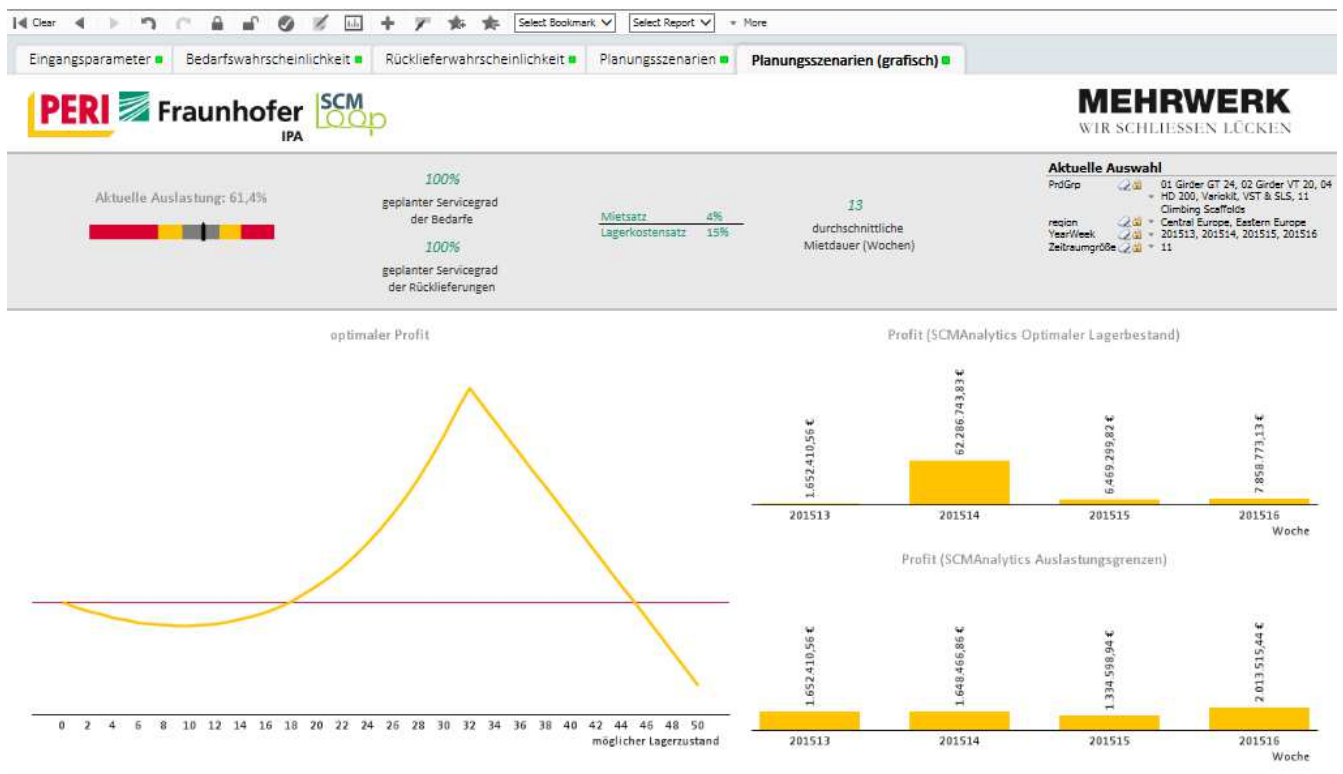 Clear
Select Bookmark
Select Report
More
Eingangsparameter
Bedarfswahrscheinlichkeit
Rücklieferwahrscheinlichkeit
Planungsszenarien
Planungsszenarien (grafisch)
PERI
Fraunhofer
IPA
SCM
Loop
MEHRWERK
WIR SCHLIESSEN LÜCKEN
Aktuelle Auslastung: 61,4%
100%
geplanter Servicegrad
der Bedarfe
100%
geplanter Servicegrad
der Rücklieferungen
Mietsatz 4%
Lagerkostensatz 15%
13
durchschnittliche
Mietdauer (Wochen)
Aktuelle Auswahl
PrdGrp 01 Girder GT 24, 02 Girder VT 20, 04
HD 200, Variokit, VST & SLS, 11
Climbing Scaffolds
region Central Europe, Eastern Europe
YearWeek 201513, 201514, 201515, 201516
Zeitraumgröße 11
optimaler Profit
0 2 4 6 8 10 12 14 16 18 20 22 24 26 28 30 32 34 36 38 40 42 44 46 48 50
möglicher Lagerzustand
Profit (SCMAnalytics Optimaler Lagerbestand)
1.652.410,56 €
62.286.743,83 €
6.469.299,82 €
7.858.773,13 €
201513 201514 201515 201516
Woche
Profit (SCMAnalytics Auslastungsgrenzen)
1.652.410,56 €
1.648.466,86 €
1.334.598,94 €
2.013.515,44 €
201513 201514 201515 201516
Woche